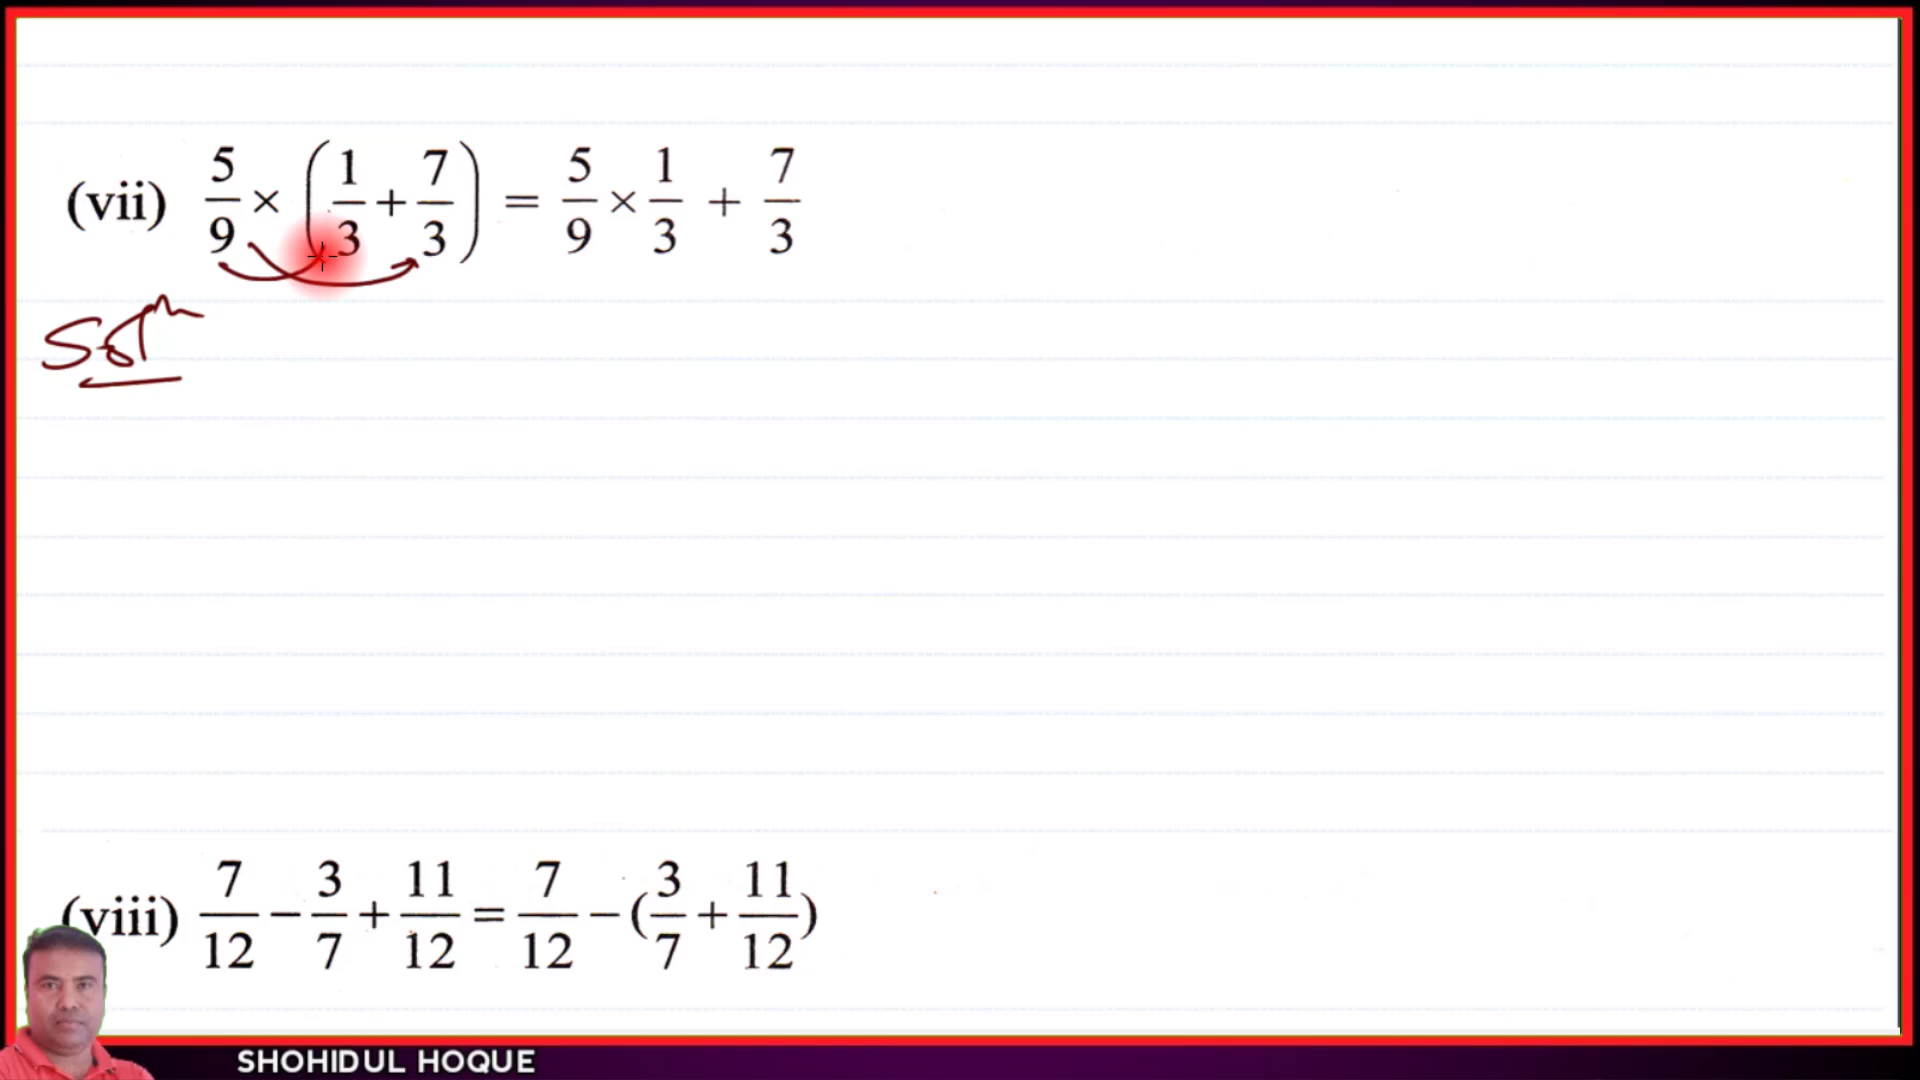 (vii) 5/9 × (1/3 + 7/3) = 5/9 × 1/3 + 7/3
Solⁿ
(viii) 7/12 − 3/7 + 11/12 = 7/12 − (3/7 + 11/12)
SHOHIDUL HOQUE